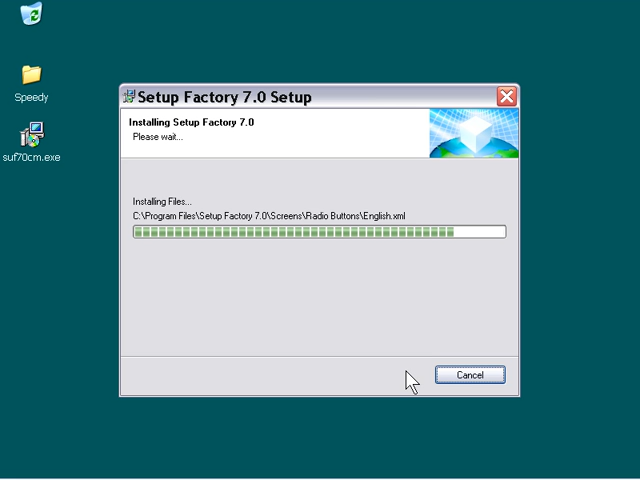 Speedy
suf70cm.exe
Setup Factory 7.0 Setup
Installing Setup Factory 7.0
Please wait...
Installing Files...
C:\Program Files\Setup Factory 7.0\Screens\Radio Buttons\English.xml
Cancel